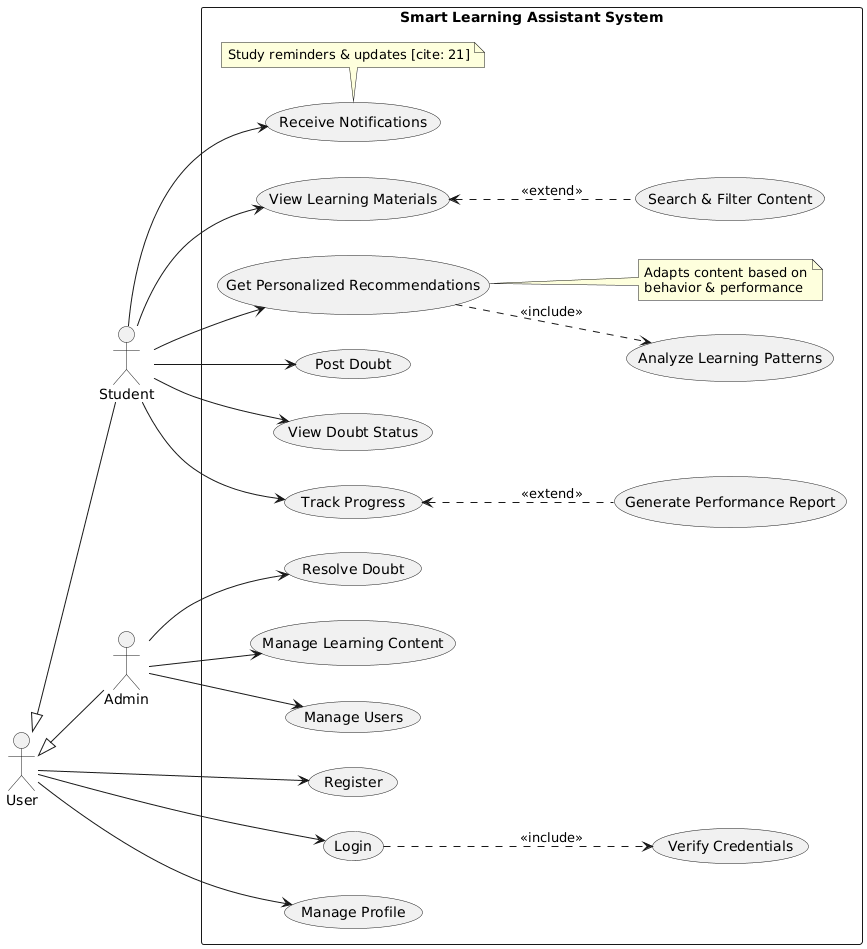 Smart Learning Assistant System
Study reminders & updates [cite: 21]
Receive Notifications
View Learning Materials
«extend»
Search & Filter Content
Get Personalized Recommendations
Adapts content based on
behavior & performance
«include»
Analyze Learning Patterns
Student
Post Doubt
View Doubt Status
Track Progress
«extend»
Generate Performance Report
Resolve Doubt
Admin
Manage Learning Content
Manage Users
User
Register
Login
«include»
Verify Credentials
Manage Profile